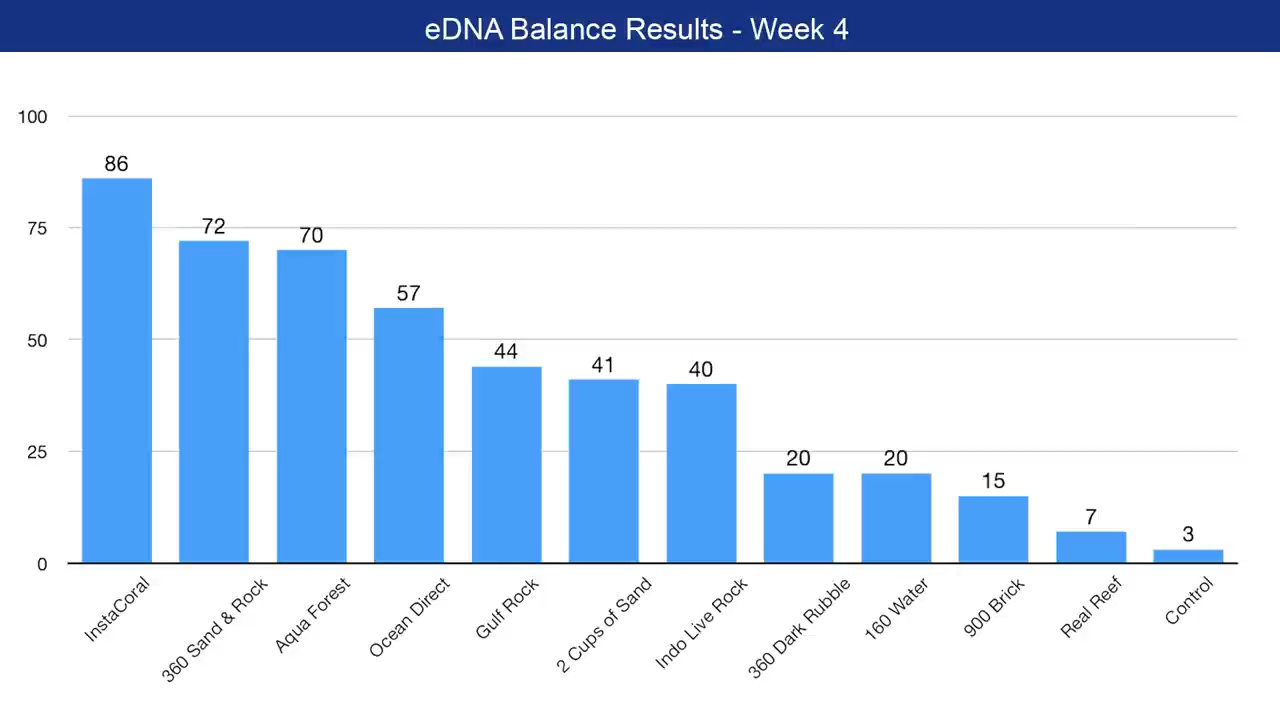 eDNA Balance Results - Week 4
100
75
50
25
0
86
72
70
57
44
41
40
20
20
15
7
3
InstaCoral
360 Sand & Rock
Aqua Forest
Ocean Direct
Gulf Rock
2 Cups of Sand
Indo Live Rock
360 Dark Rubble
160 Water
900 Brick
Real Reef
Control